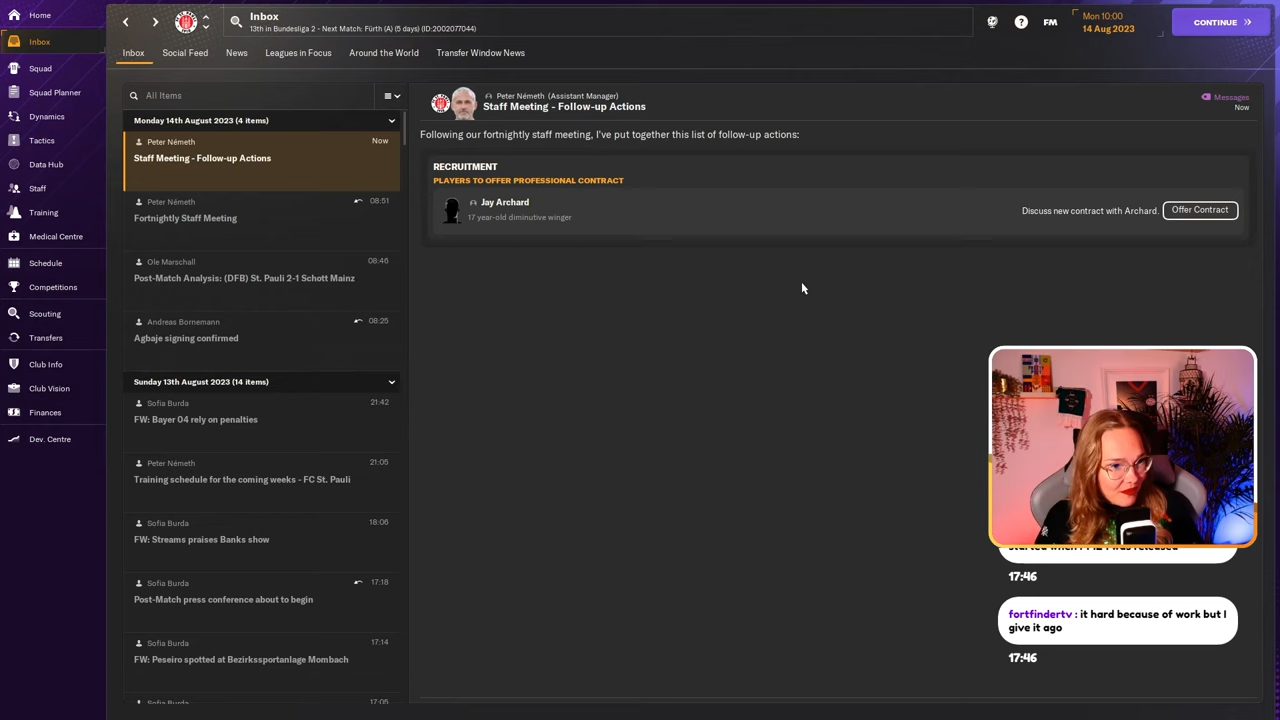 Home
Inbox
Squad
Squad Planner
Dynamics
Tactics
Data Hub
Staff
Training
Medical Centre
Schedule
Competitions
Scouting
Transfers
Club Info
Club Vision
Finances
Dev. Centre
Inbox
13th in Bundesliga 2 - Next Match: Fürth (A) (5 days) (ID:2002077044)
FM
Mon 10:00
14 Aug 2023
CONTINUE
Inbox
Social Feed
News
Leagues in Focus
Around the World
Transfer Window News
All Items
Monday 14th August 2023 (4 items)
Peter Németh
Now
Staff Meeting - Follow-up Actions
Peter Németh
08:51
Fortnightly Staff Meeting
Ole Marschall
08:46
Post-Match Analysis: (DFB) St. Pauli 2-1 Schott Mainz
Andreas Bornemann
08:25
Agbaje signing confirmed
Sunday 13th August 2023 (14 items)
Sofia Burda
21:42
FW: Bayer 04 rely on penalties
Peter Németh
21:05
Training schedule for the coming weeks - FC St. Pauli
Sofia Burda
18:06
FW: Streams praises Banks show
Sofia Burda
17:18
Post-Match press conference about to begin
Sofia Burda
17:14
FW: Peseiro spotted at Bezirkssportanlage Mombach
Sofia Burda
17:05
Peter Németh (Assistant Manager)
Staff Meeting - Follow-up Actions
Messages
Now
Following our fortnightly staff meeting, I've put together this list of follow-up actions:
RECRUITMENT
PLAYERS TO OFFER PROFESSIONAL CONTRACT
Jay Archard
17 year-old diminutive winger
Discuss new contract with Archard.
Offer Contract
17:46
fortfindertv : it hard because of work but I
give it ago
17:46